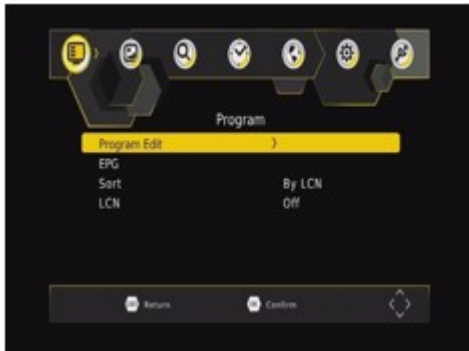 Program
Program Edit
EPG
Sort By LCN
LCN Off
Return Confirm